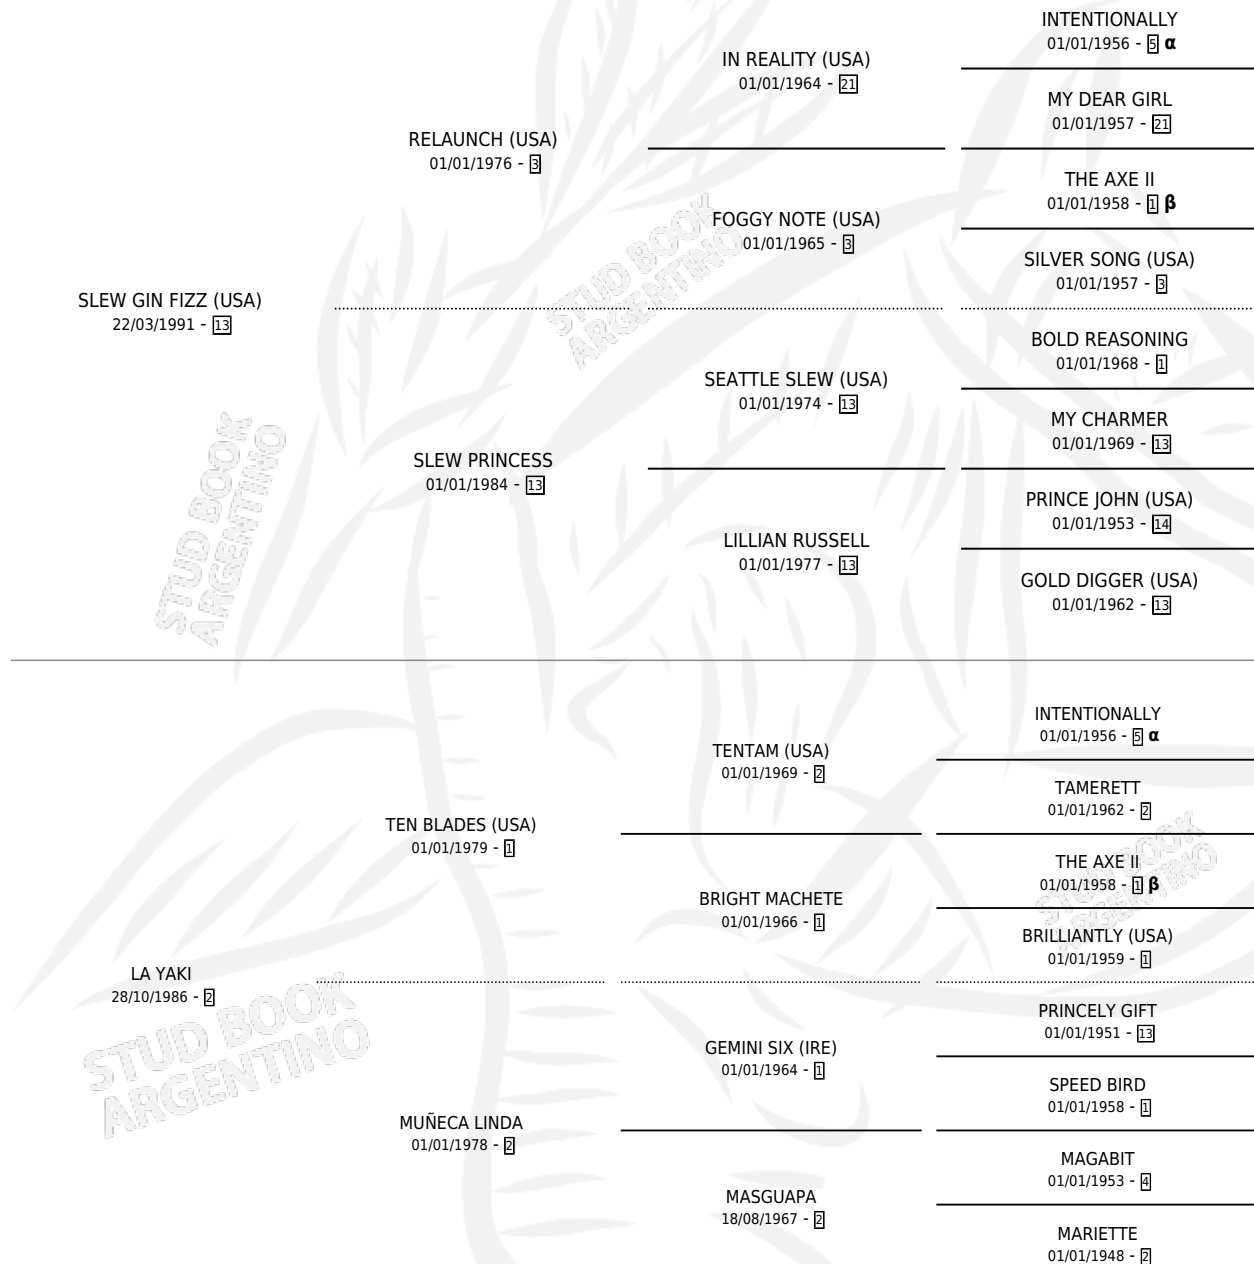 INTENTIONALLY
01/01/1956 - 5 α
IN REALITY (USA)
01/01/1964 - 21
MY DEAR GIRL
01/01/1957 - 21
RELAUNCH (USA)
01/01/1976 - 3
THE AXE II
01/01/1958 - 1 β
FOGGY NOTE (USA)
01/01/1965 - 3
SILVER SONG (USA)
01/01/1957 - 3
SLEW GIN FIZZ (USA)
22/03/1991 - 13
BOLD REASONING
01/01/1968 - 1
SEATTLE SLEW (USA)
01/01/1974 - 13
MY CHARMER
01/01/1969 - 13
SLEW PRINCESS
01/01/1984 - 13
PRINCE JOHN (USA)
01/01/1953 - 14
LILLIAN RUSSELL
01/01/1977 - 13
GOLD DIGGER (USA)
01/01/1962 - 13
INTENTIONALLY
01/01/1956 - 5 α
TENTAM (USA)
01/01/1969 - 2
TAMERETT
01/01/1962 - 2
TEN BLADES (USA)
01/01/1979 - 1
THE AXE II
01/01/1958 - 1 β
BRIGHT MACHETE
01/01/1966 - 1
BRILLIANTLY (USA)
01/01/1959 - 1
LA YAKI
28/10/1986 - 2
PRINCELY GIFT
01/01/1951 - 13
GEMINI SIX (IRE)
01/01/1964 - 1
SPEED BIRD
01/01/1958 - 1
MUÑECA LINDA
01/01/1978 - 2
MAGABIT
01/01/1953 - 4
MASGUAPA
18/08/1967 - 2
MARIETTE
01/01/1948 - 2
STUD BOOK
ARGENTINO
STUD BOOK
ARGENTINO
STUD BOOK
ARGENTINO
STUD BOOK
ARGENTINO